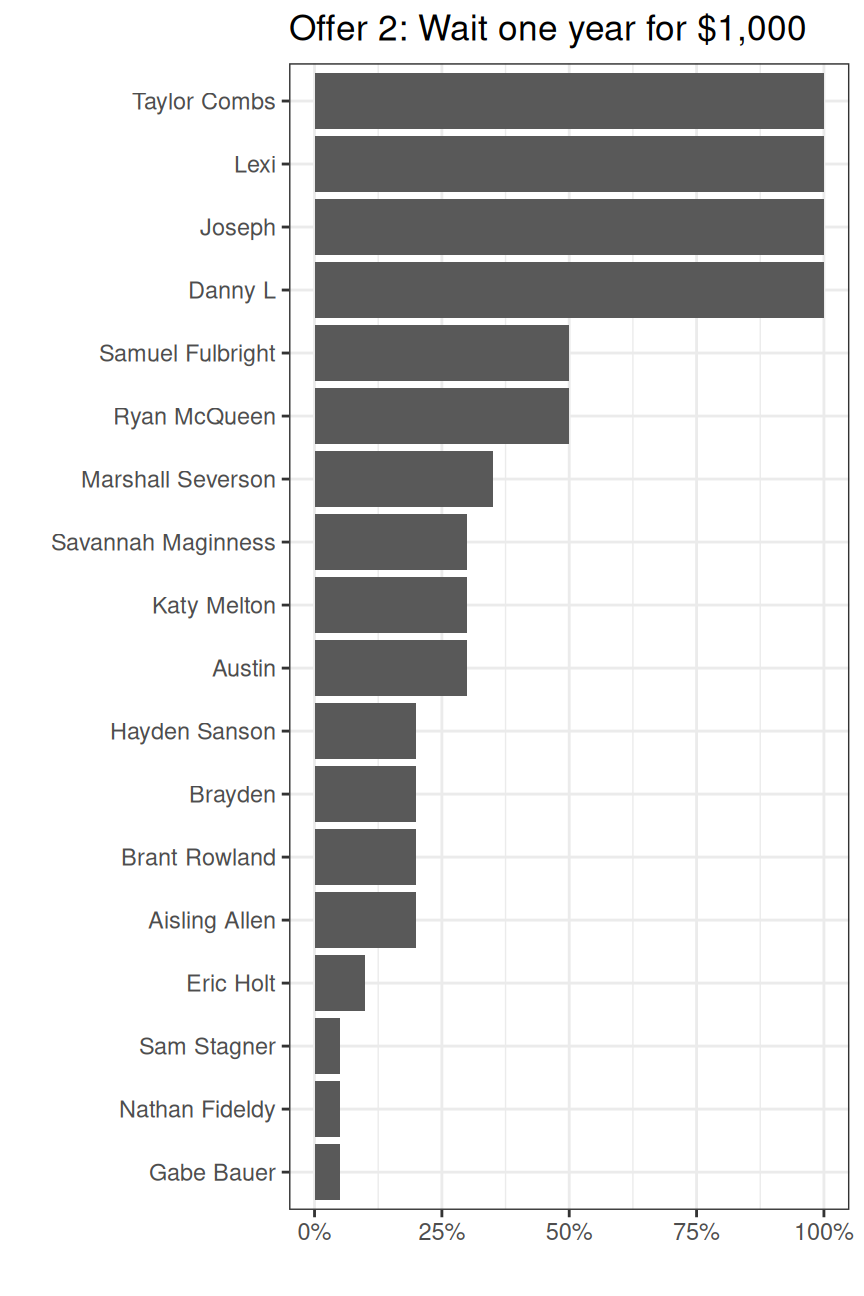 Offer 2: Wait one year for $1,000
Taylor Combs
Lexi
Joseph
Danny L
Samuel Fulbright
Ryan McQueen
Marshall Severson
Savannah Maginness
Katy Melton
Austin
Hayden Sanson
Brayden
Brant Rowland
Aisling Allen
Eric Holt
Sam Stagner
Nathan Fideldy
Gabe Bauer
0% 25% 50% 75% 100%